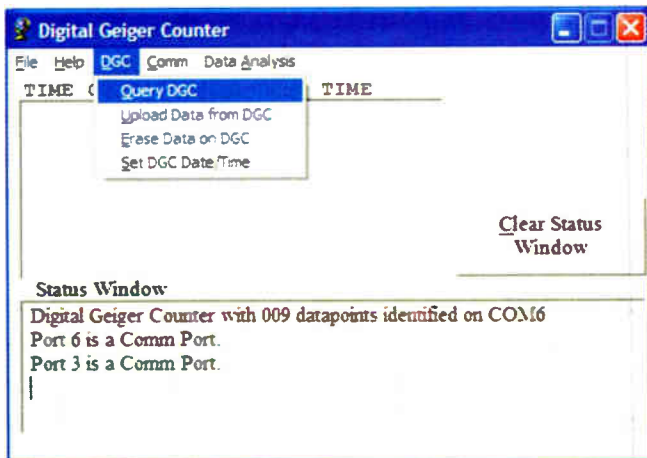 Digital Geiger Counter
File Help DGC Comm Data Analysis
TIME TIME
Query DGC
Upload Data from DGC
Erase Data on DGC
Set DGC Date/Time
Clear Status
Window
Status Window
Digital Geiger Counter with 009 datapoints identified on COM6
Port 6 is a Comm Port.
Port 3 is a Comm Port.